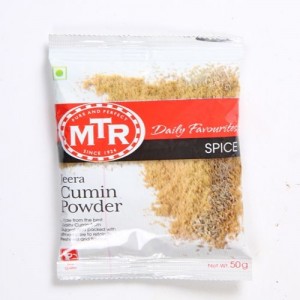 PURE AND PERFECT
MTR
SINCE 1924
Daily Favourites
SPICE
Jeera
Cumin
Powder
Net Wt. 50g